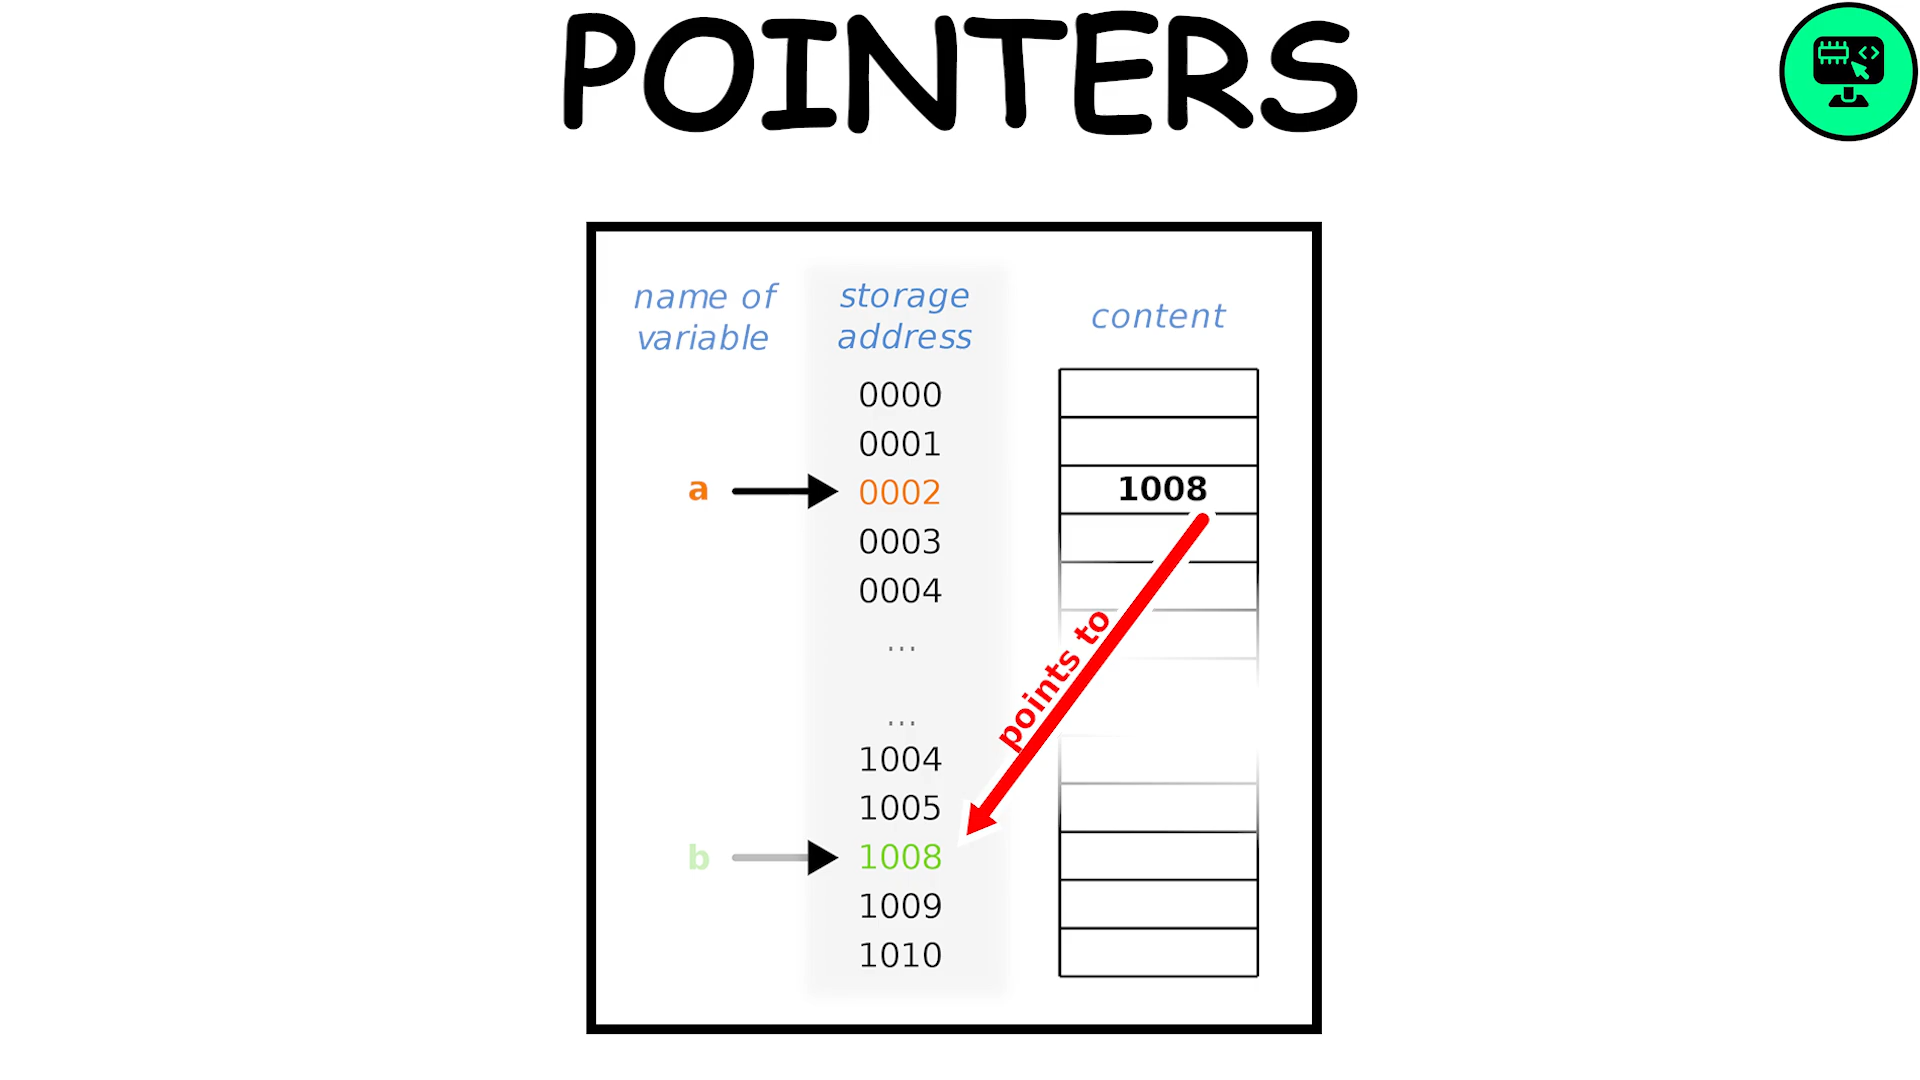 POINTERS
name of variable
storage address
content
0000
0001
a 0002 1008
0003
0004
...
points to
...
1004
1005
b 1008
1009
1010